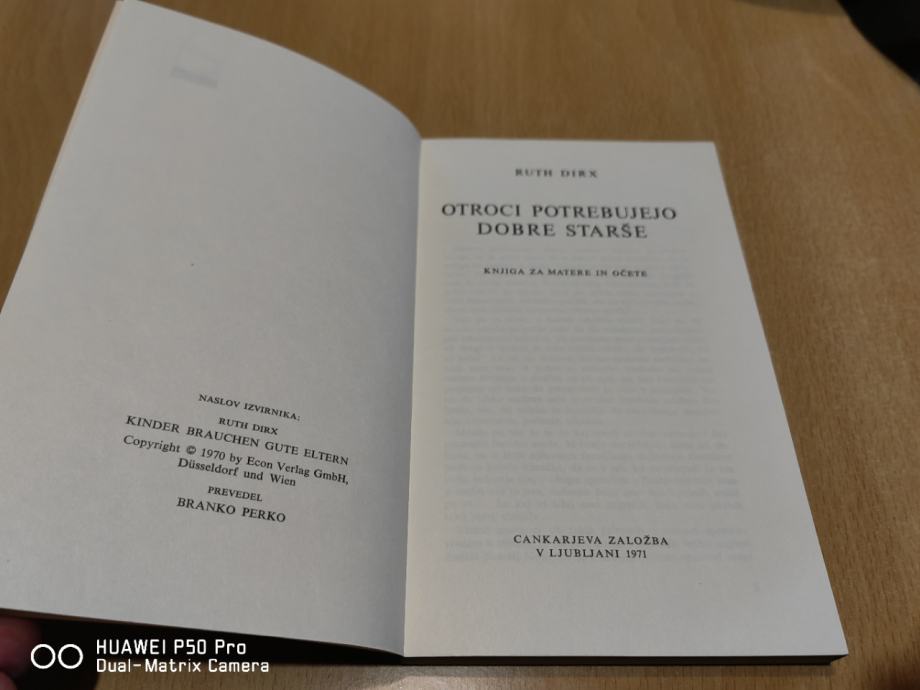 NASLOV IZVIRNIKA:
RUTH DIRX
KINDER BRAUCHEN GUTE ELTERN
Copyright © 1970 by Econ Verlag GmbH,
Düsseldorf und Wien
PREVEDEL
BRANKO PERKO
RUTH DIRX
OTROCI POTREBUJEJO
DOBRE STARŠE
KNJIGA ZA MATERE IN OČETE
CANKARJEVA ZALOŽBA
V LJUBLJANI 1971
HUAWEI P50 Pro
Dual-Matrix Camera